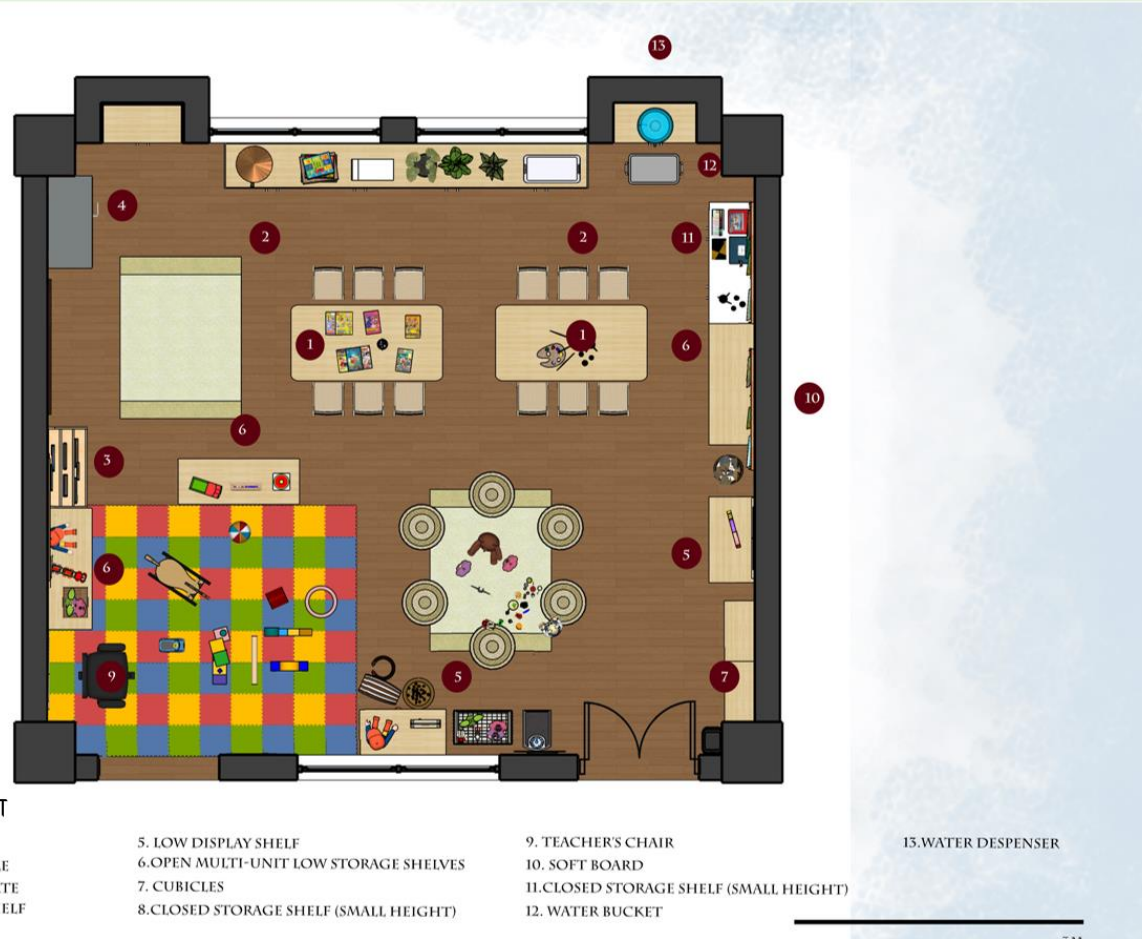 13
12
4
2
2
11
1
1
6
10
6
3
5
6
9
5
7
5. LOW DISPLAY SHELF
9. TEACHER'S CHAIR
13.WATER DESPENSER
6.OPEN MULTI-UNIT LOW STORAGE SHELVES
10. SOFT BOARD
7. CUBICLES
11.CLOSED STORAGE SHELF (SMALL HEIGHT)
8.CLOSED STORAGE SHELF (SMALL HEIGHT)
12. WATER BUCKET